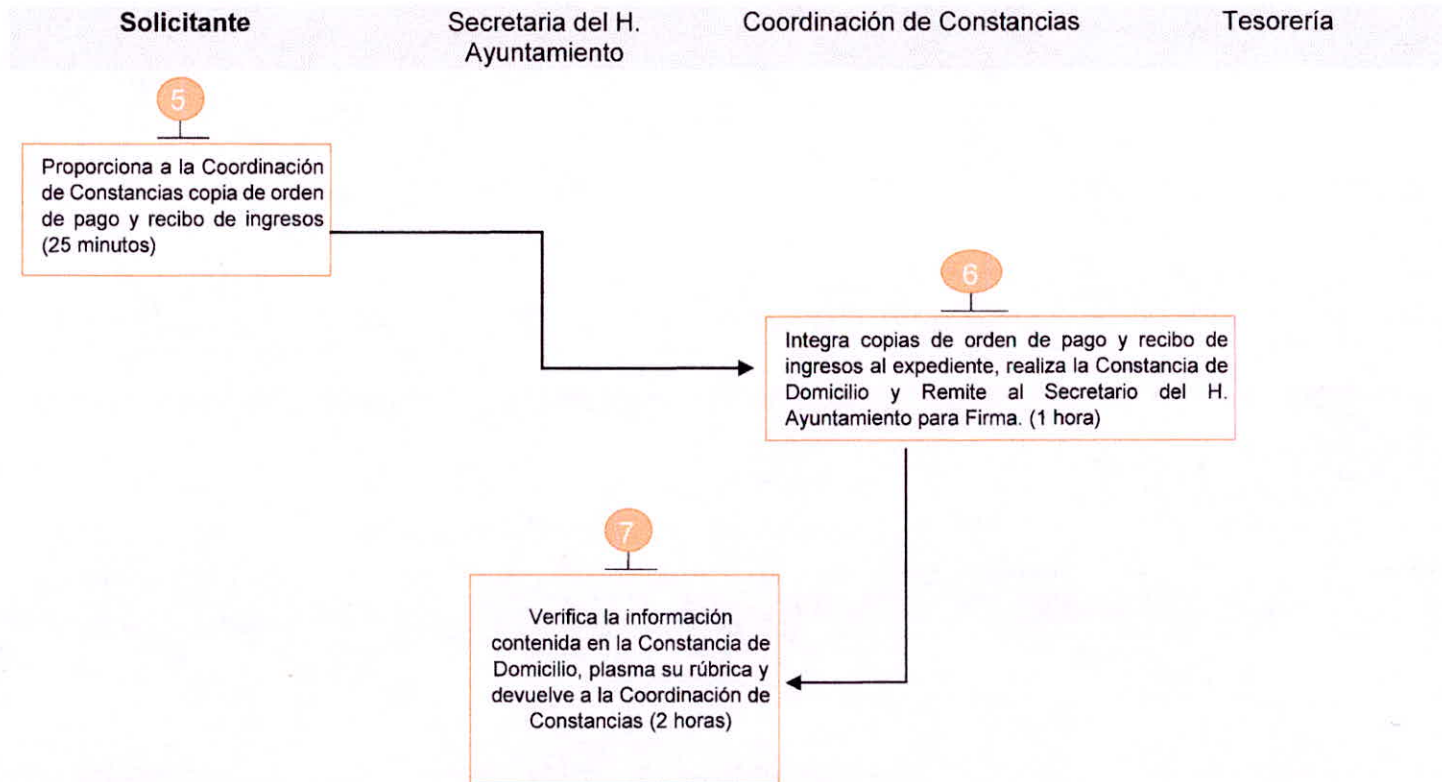 Solicitante
Secretaria del H.
Ayuntamiento
Coordinación de Constancias
Tesorería
5
Proporciona a la Coordinación
de Constancias copia de orden
de pago y recibo de ingresos
(25 minutos)
6
Integra copias de orden de pago y recibo de
ingresos al expediente, realiza la Constancia de
Domicilio y Remite al Secretario del H.
Ayuntamiento para Firma. (1 hora)
7
Verifica la información
contenida en la Constancia de
Domicilio, plasma su rúbrica y
devuelve a la Coordinación de
Constancias (2 horas)